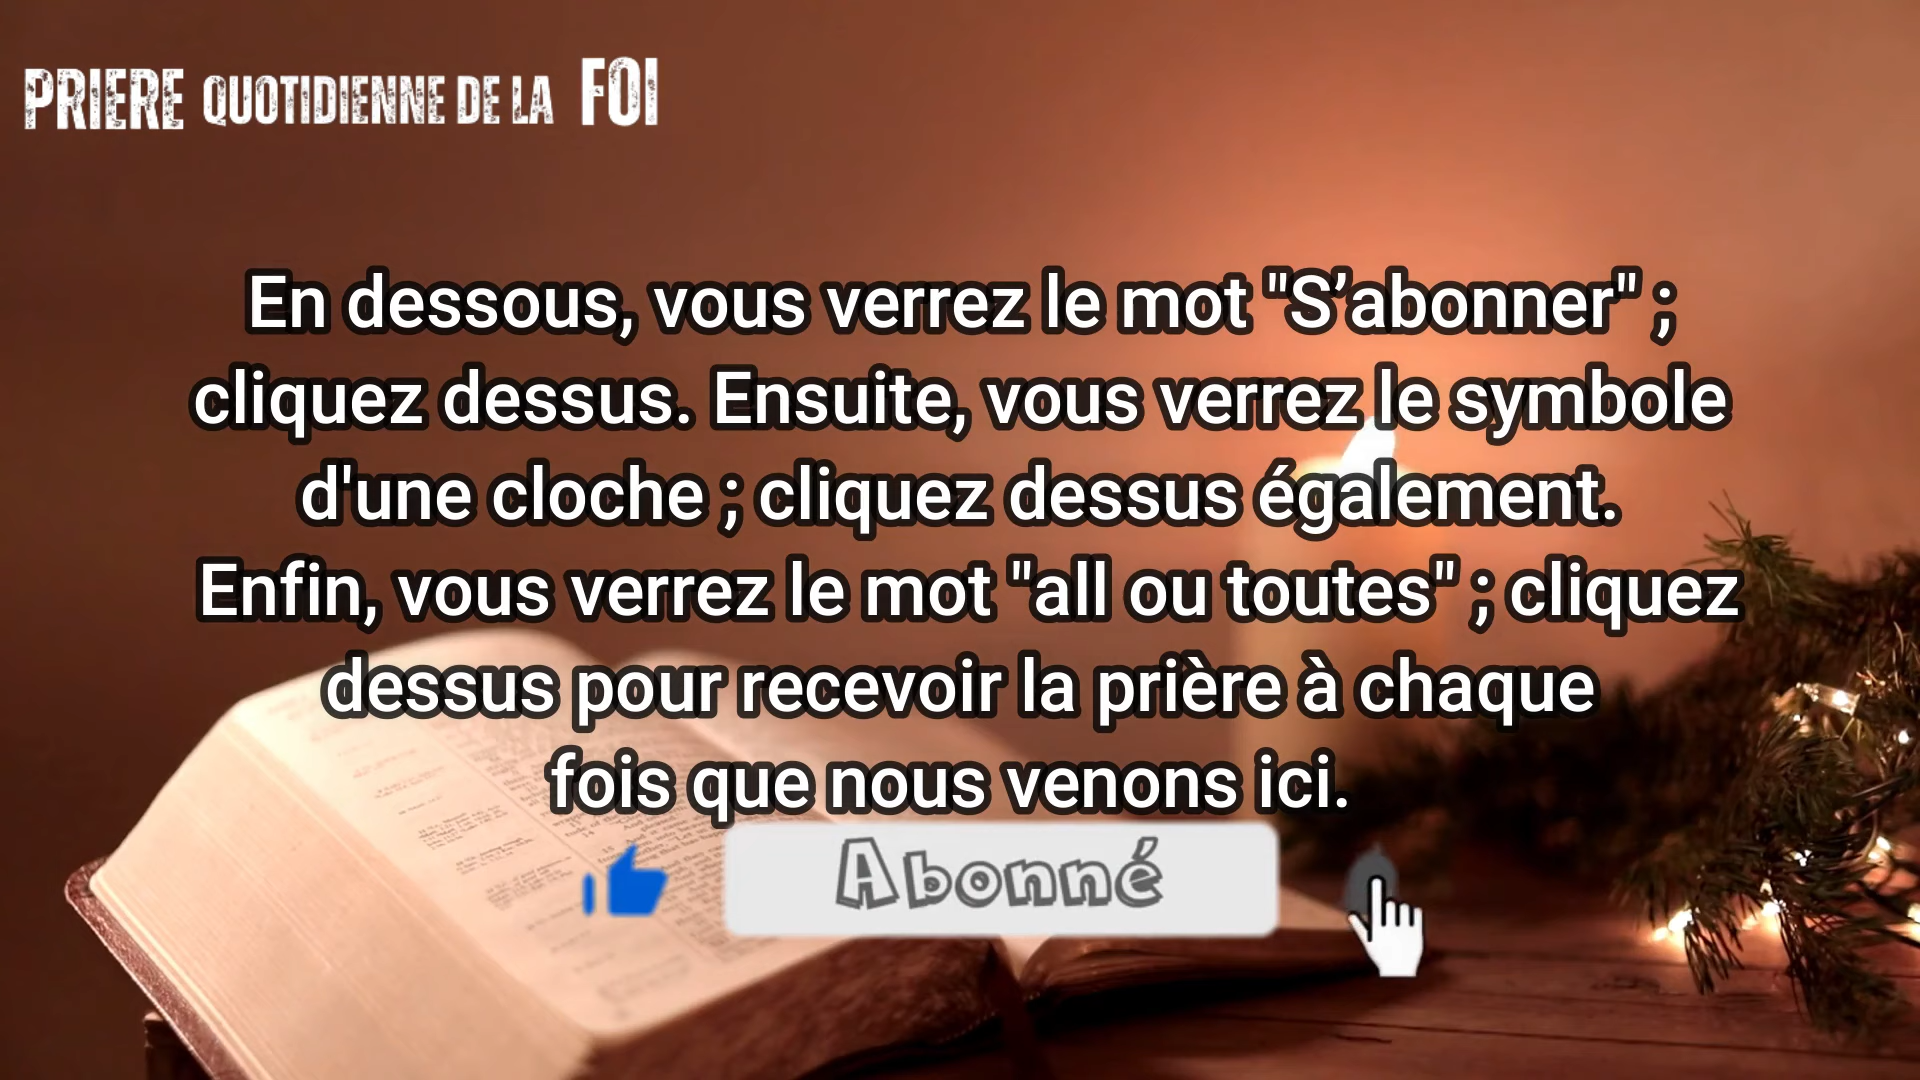 PRIERE QUOTIDIENNE DE LA FOI
En dessous, vous verrez le mot "S’abonner" ;
cliquez dessus. Ensuite, vous verrez le symbole
d'une cloche ; cliquez dessus également.
Enfin, vous verrez le mot "all ou toutes" ; cliquez
dessus pour recevoir la prière à chaque
fois que nous venons ici.
Abonné